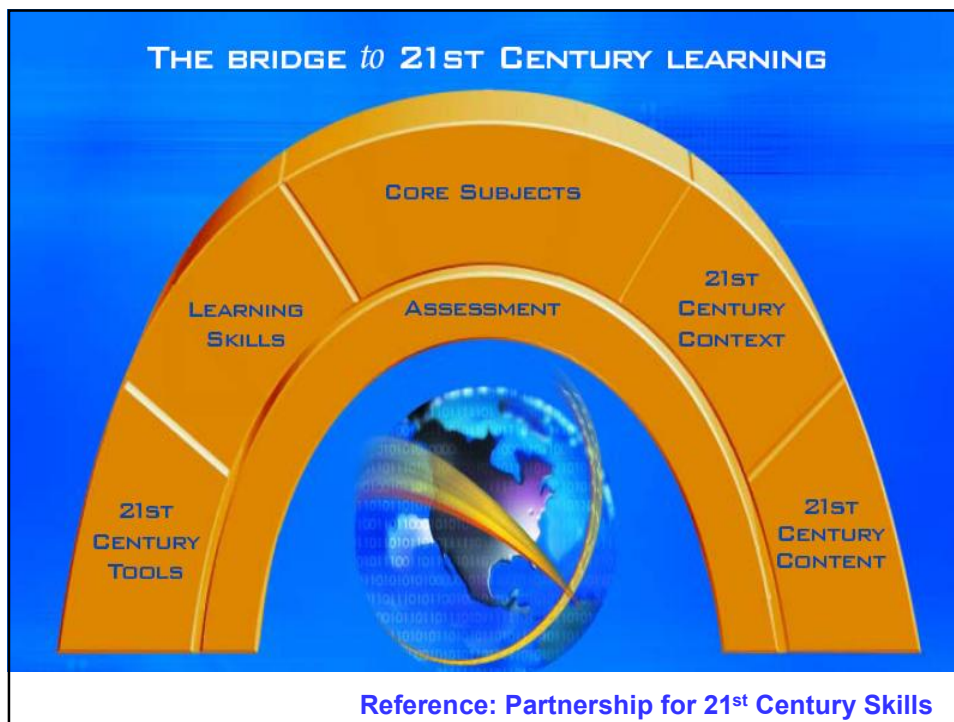 THE BRIDGE to 21ST CENTURY LEARNING
CORE SUBJECTS
LEARNING
SKILLS
ASSESSMENT
21ST
CENTURY
CONTEXT
21ST
CENTURY
TOOLS
21ST
CENTURY
CONTENT
Reference: Partnership for 21st Century Skills